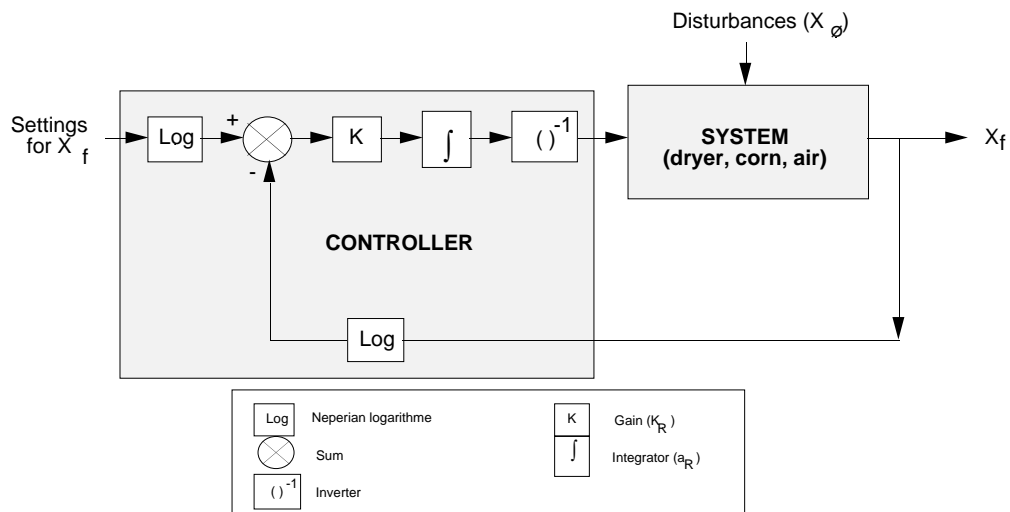 Disturbances (X ø)
Settings
for X f
Log
+
-
K
∫
( ) -1
SYSTEM
(dryer, corn, air)
Xf
CONTROLLER
Log
Log Neperian logarithme
Sum
( ) -1 Inverter
K Gain (KR)
∫ Integrator (aR)